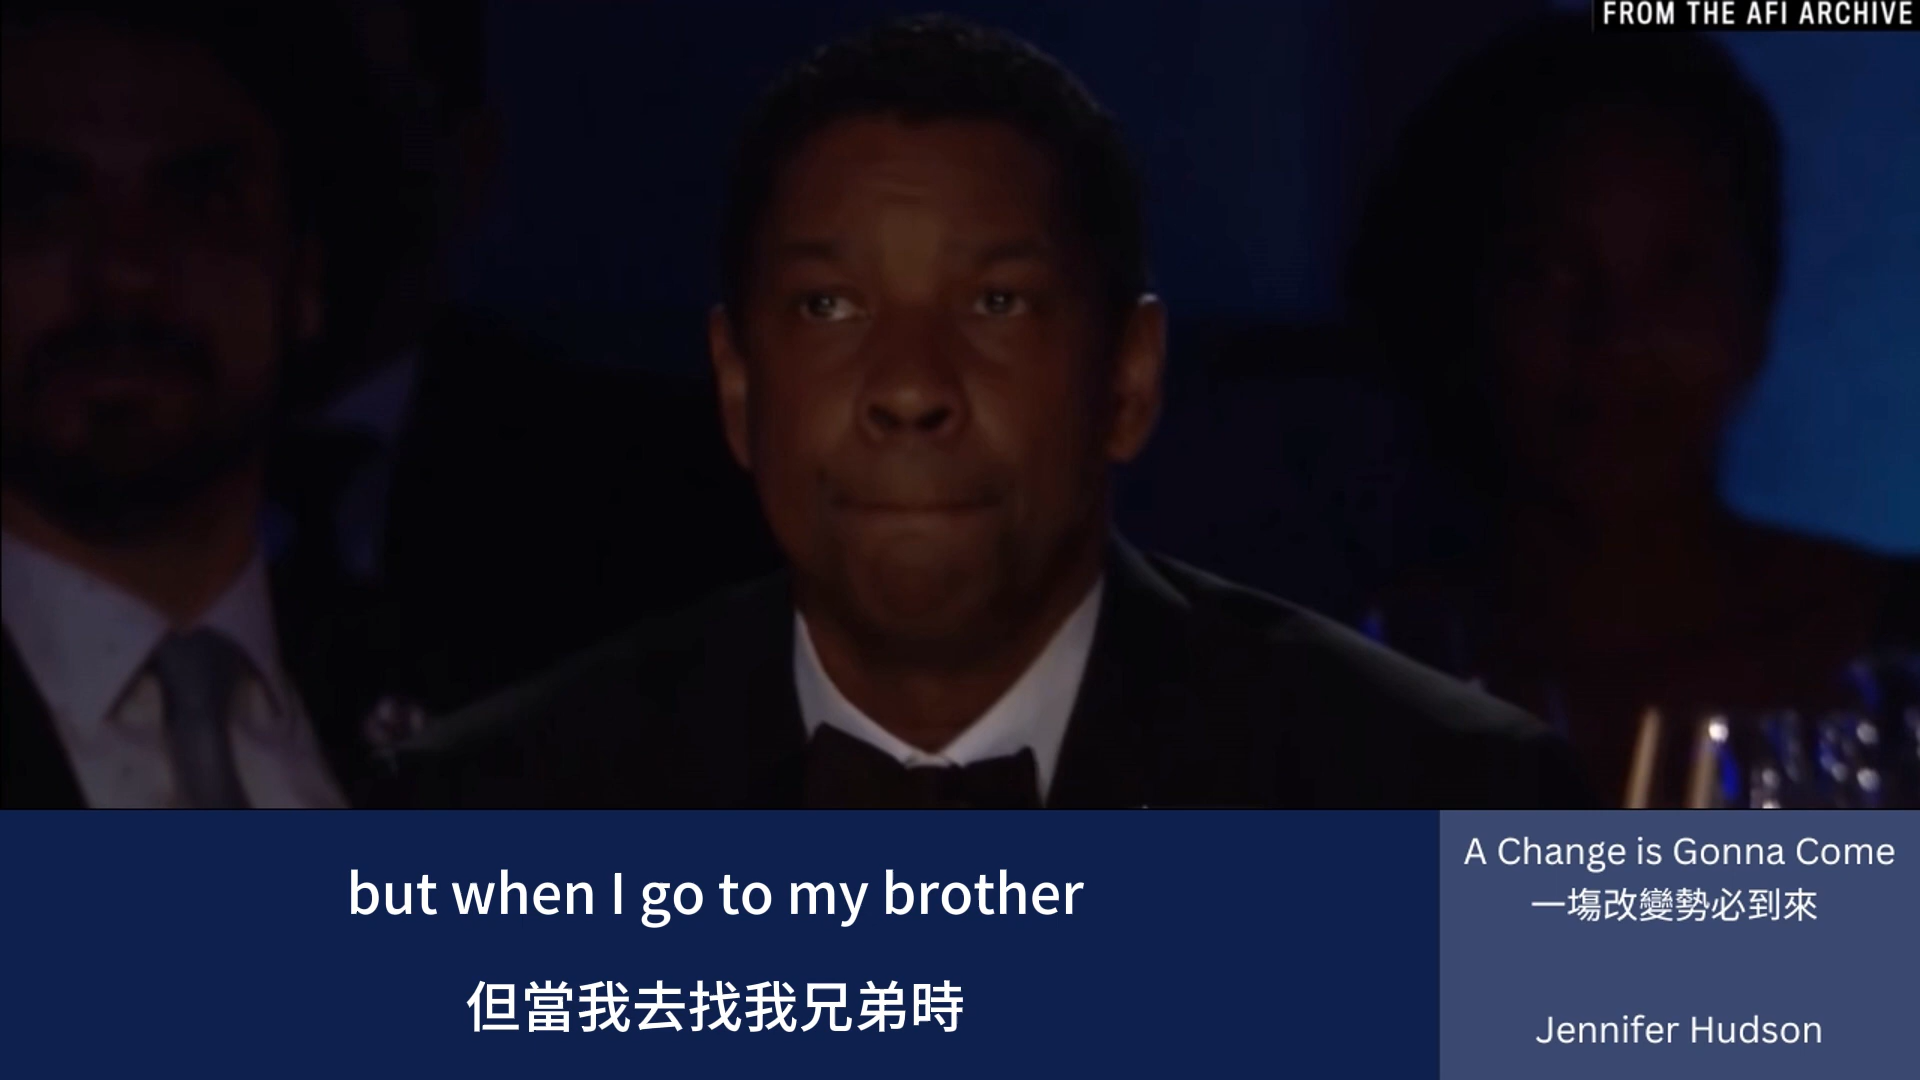 FROM THE AFI ARCHIVE
but when I go to my brother
但當我去找我兄弟時
A Change is Gonna Come
一場改變勢必到來
Jennifer Hudson